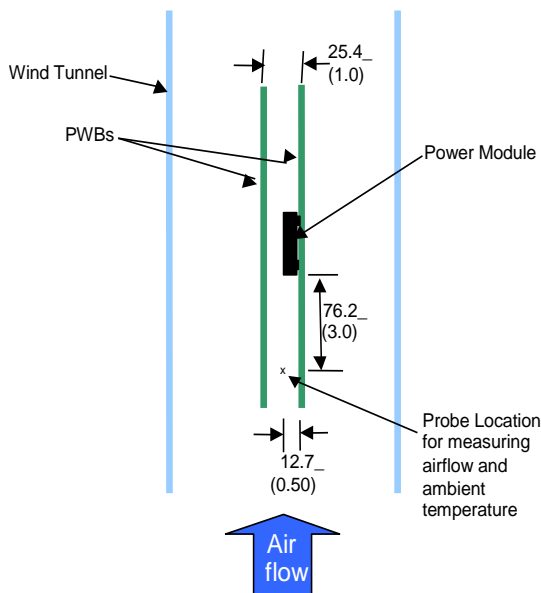 25.4_
(1.0)
Wind Tunnel
PWBs
Power Module
76.2_
(3.0)
x
Probe Location
for measuring
airflow and
ambient
temperature
12.7_
(0.50)
Air
flow